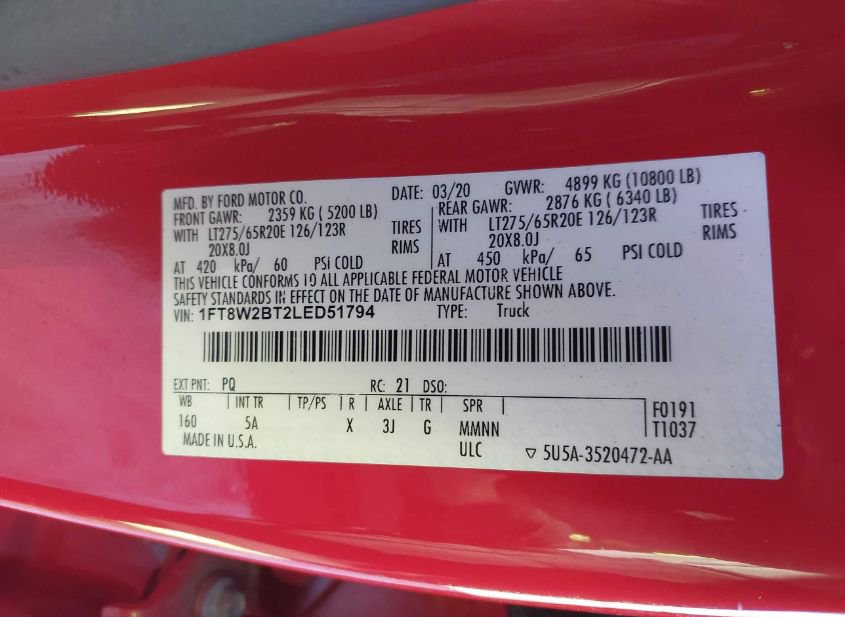 MFD. BY FORD MOTOR CO. DATE: 03/20 GVWR: 4899 KG (10800 LB)
FRONT GAWR: 2359 KG ( 5200 LB) REAR GAWR: 2876 KG ( 6340 LB)
WITH LT275/65R20E 126/123R TIRES WITH LT275/65R20E 126/123R TIRES
20X8.0J RIMS 20X8.0J RIMS
AT 420 kPa/ 60 PSI COLD AT 450 kPa/ 65 PSI COLD
THIS VEHICLE CONFORMS TO ALL APPLICABLE FEDERAL MOTOR VEHICLE
SAFETY STANDARDS IN EFFECT ON THE DATE OF MANUFACTURE SHOWN ABOVE.
VIN: 1FT8W2BT2LED51794 TYPE: Truck
EXT PNT: PQ RC: 21 DSO:
WB INT TR TP/PS R AXLE TR SPR F0191
160 5A X 3J G MMNN T1037
MADE IN U.S.A. ULC 5U5A-3520472-AA